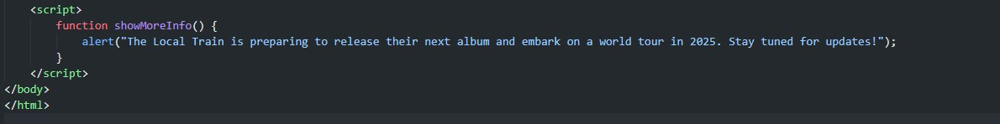 <script>
function showMoreInfo() {
alert("The Local Train is preparing to release their next album and embark on a world tour in 2025. Stay tuned for updates!");
}
</script>
</body>
</html>